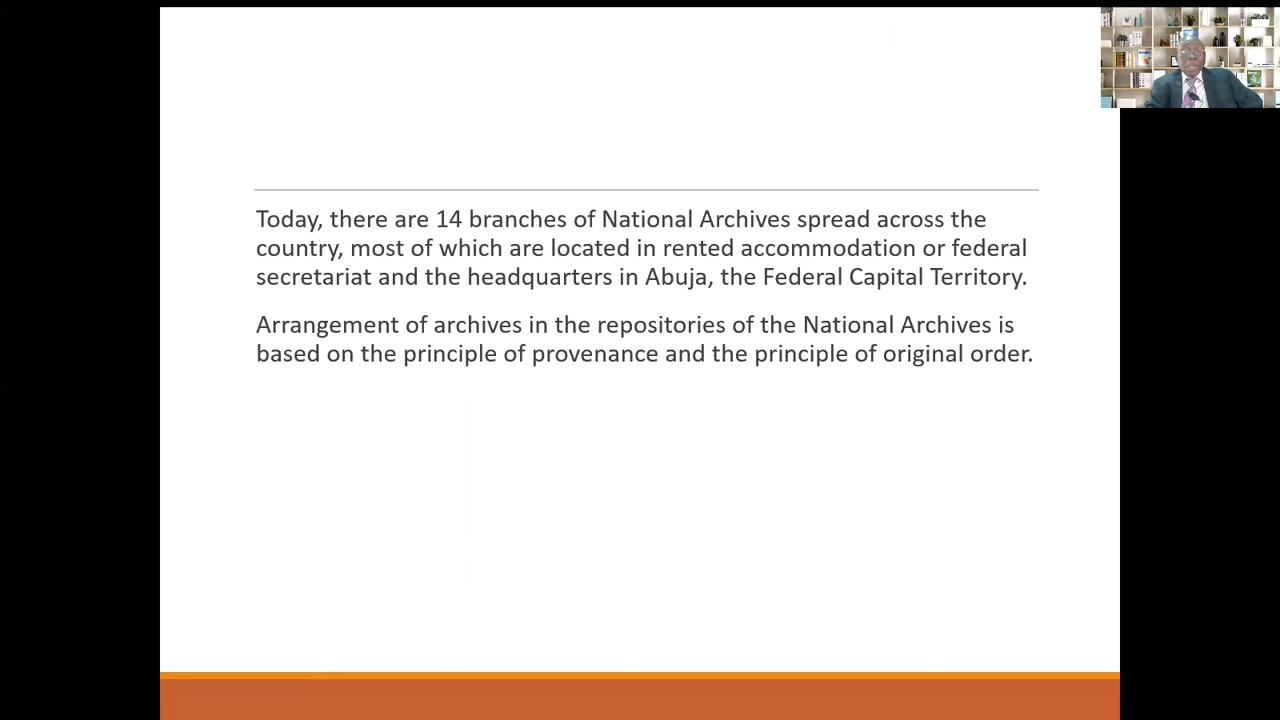 Today, there are 14 branches of National Archives spread across the
country, most of which are located in rented accommodation or federal
secretariat and the headquarters in Abuja, the Federal Capital Territory.
Arrangement of archives in the repositories of the National Archives is
based on the principle of provenance and the principle of original order.